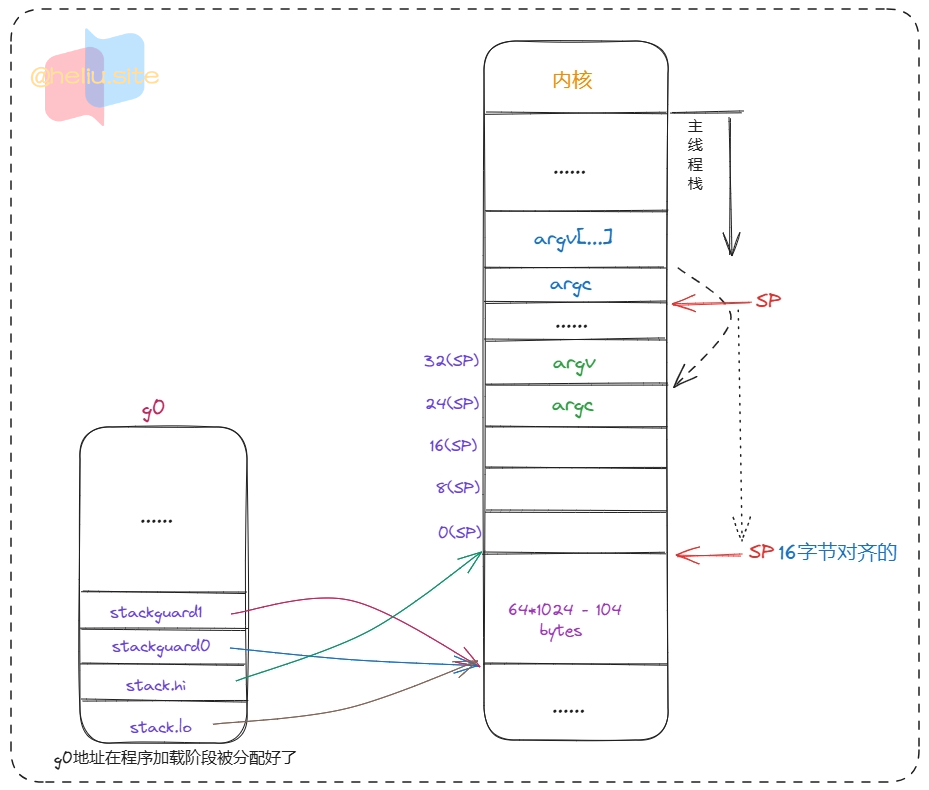 @heliu.site
内核
主
线
程
栈
......
argv[...]
argc
SP
......
32(SP)
argv
24(SP)
argc
16(SP)
8(SP)
0(SP)
SP 16字节对齐的
64*1024 - 104
bytes
......
g0
......
stackguard1
stackguard0
stack.hi
stack.lo
g0地址在程序加载阶段被分配好了